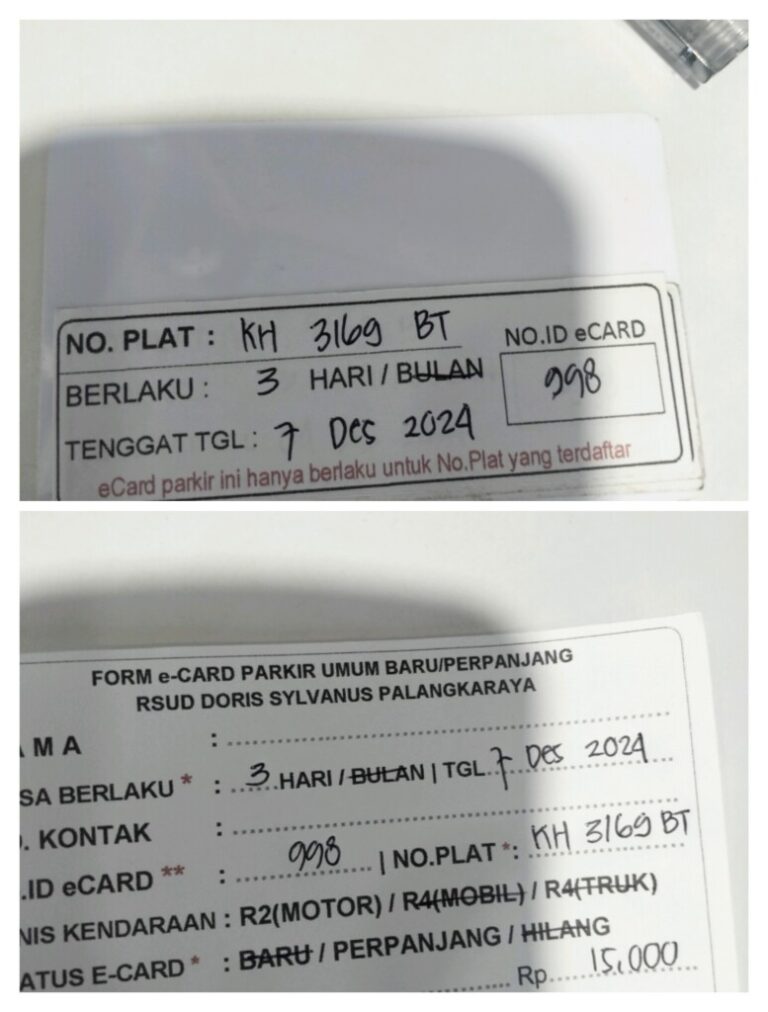 NO. PLAT : KH 3169 BT
NO.ID eCARD
BERLAKU : 3 HARI / BULAN
998
TENGGAT TGL : 7 Des 2024
eCard parkir ini hanya berlaku untuk No.Plat yang terdaftar
FORM e-CARD PARKIR UMUM BARU/PERPANJANG
RSUD DORIS SYLVANUS PALANGKARAYA
MA :
SA BERLAKU * : 3 HARI / BULAN | TGL. 7 Des 2024
. KONTAK :
.ID eCARD ** : 998 | NO.PLAT *: KH 3169 BT
NIS KENDARAAN : R2(MOTOR) / R4(MOBIL) / R4(TRUK)
ATUS E-CARD * : BARU / PERPANJANG / HILANG
Rp. 15,000